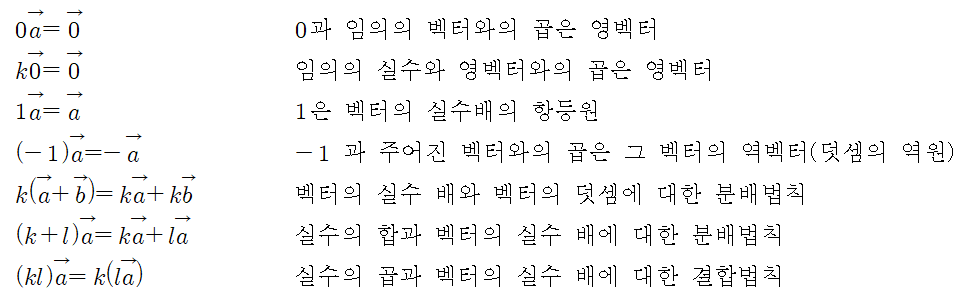 0a⃗ = 0⃗ 0과 임의의 벡터와의 곱은 영벡터
k0⃗ = 0⃗ 임의의 실수와 영벡터와의 곱은 영벡터
1a⃗ = a⃗ 1은 벡터의 실수배의 항등원
(−1)a⃗ = −a⃗ −1 과 주어진 벡터와의 곱은 그 벡터의 역벡터(덧셈의 역원)
k(a⃗ + b⃗) = ka⃗ + kb⃗ 벡터의 실수 배와 벡터의 덧셈에 대한 분배법칙
(k+l)a⃗ = ka⃗ + la⃗ 실수의 합과 벡터의 실수 배에 대한 분배법칙
(kl)a⃗ = k(la⃗) 실수의 곱과 벡터의 실수 배에 대한 결합법칙